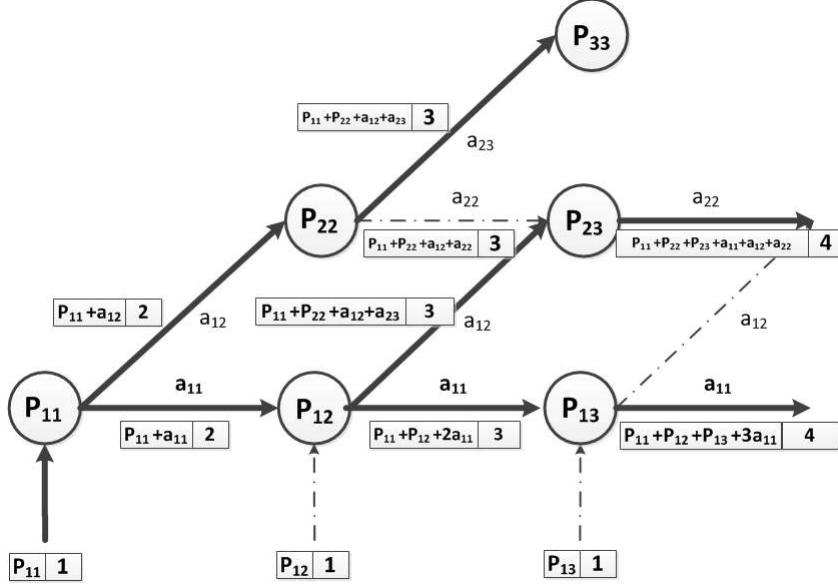 P₃₃
P₁₁+P₂₂+a₁₂+a₂₃ 3
a₂₃
P₂₂
a₂₂
P₂₃
a₂₂
P₁₁+P₂₂+a₁₂+a₂₂ 3
P₁₁+P₂₂+P₂₃+a₁₁+a₁₂+a₂₂ 4
P₁₁+a₁₂ 2
a₁₂
P₁₁+P₂₂+a₁₂+a₂₃ 3
a₁₂
a₁₂
P₁₁
a₁₁
P₁₂
a₁₁
P₁₃
a₁₁
P₁₁+a₁₁ 2
P₁₁+P₁₂+2a₁₁ 3
P₁₁+P₁₂+P₁₃+3a₁₁ 4
P₁₁ 1
P₁₂ 1
P₁₃ 1